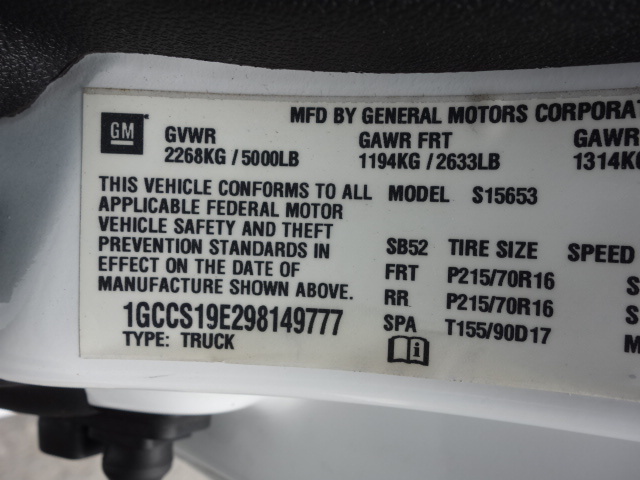 MFD BY GENERAL MOTORS CORPORAT
GM GVWR GAWR FRT GAWR
2268KG / 5000LB 1194KG / 2633LB 1314KG
THIS VEHICLE CONFORMS TO ALL MODEL S15653
APPLICABLE FEDERAL MOTOR
VEHICLE SAFETY AND THEFT
PREVENTION STANDARDS IN SB52 TIRE SIZE SPEED
EFFECT ON THE DATE OF FRT P215/70R16 S
MANUFACTURE SHOWN ABOVE. RR P215/70R16 S
1GCCS19E298149777 SPA T155/90D17 M
TYPE: TRUCK